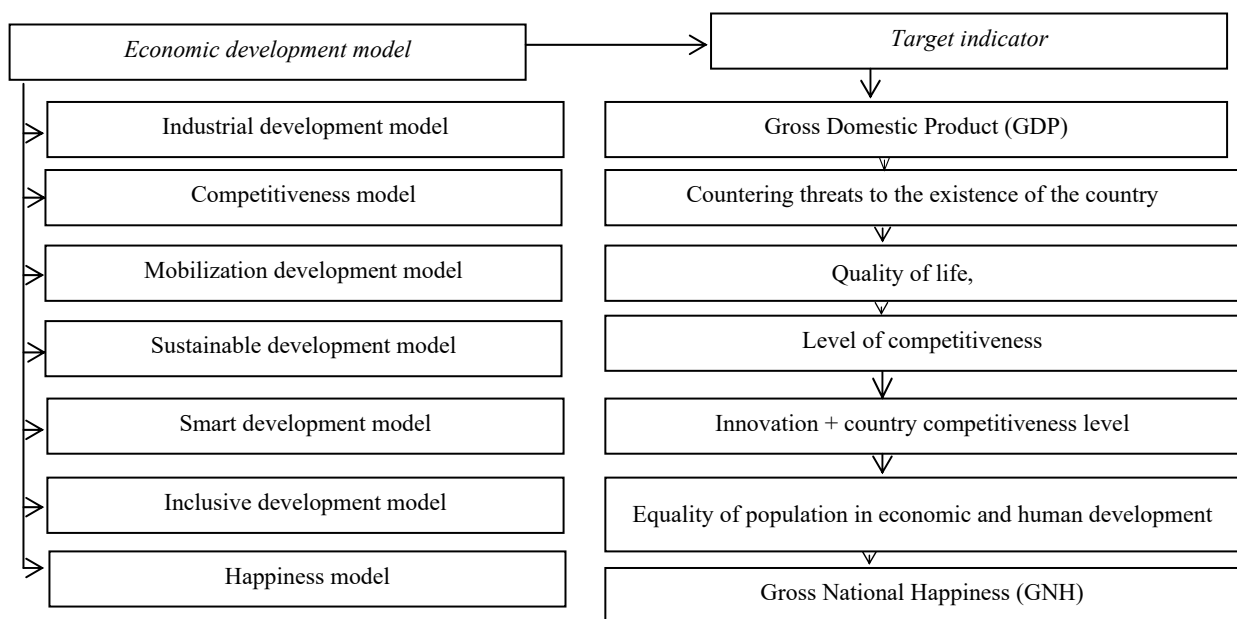 Economic development model
Target indicator
Industrial development model
Gross Domestic Product (GDP)
Competitiveness model
Countering threats to the existence of the country
Mobilization development model
Quality of life,
Sustainable development model
Level of competitiveness
Smart development model
Innovation + country competitiveness level
Inclusive development model
Equality of population in economic and human development
Happiness model
Gross National Happiness (GNH)